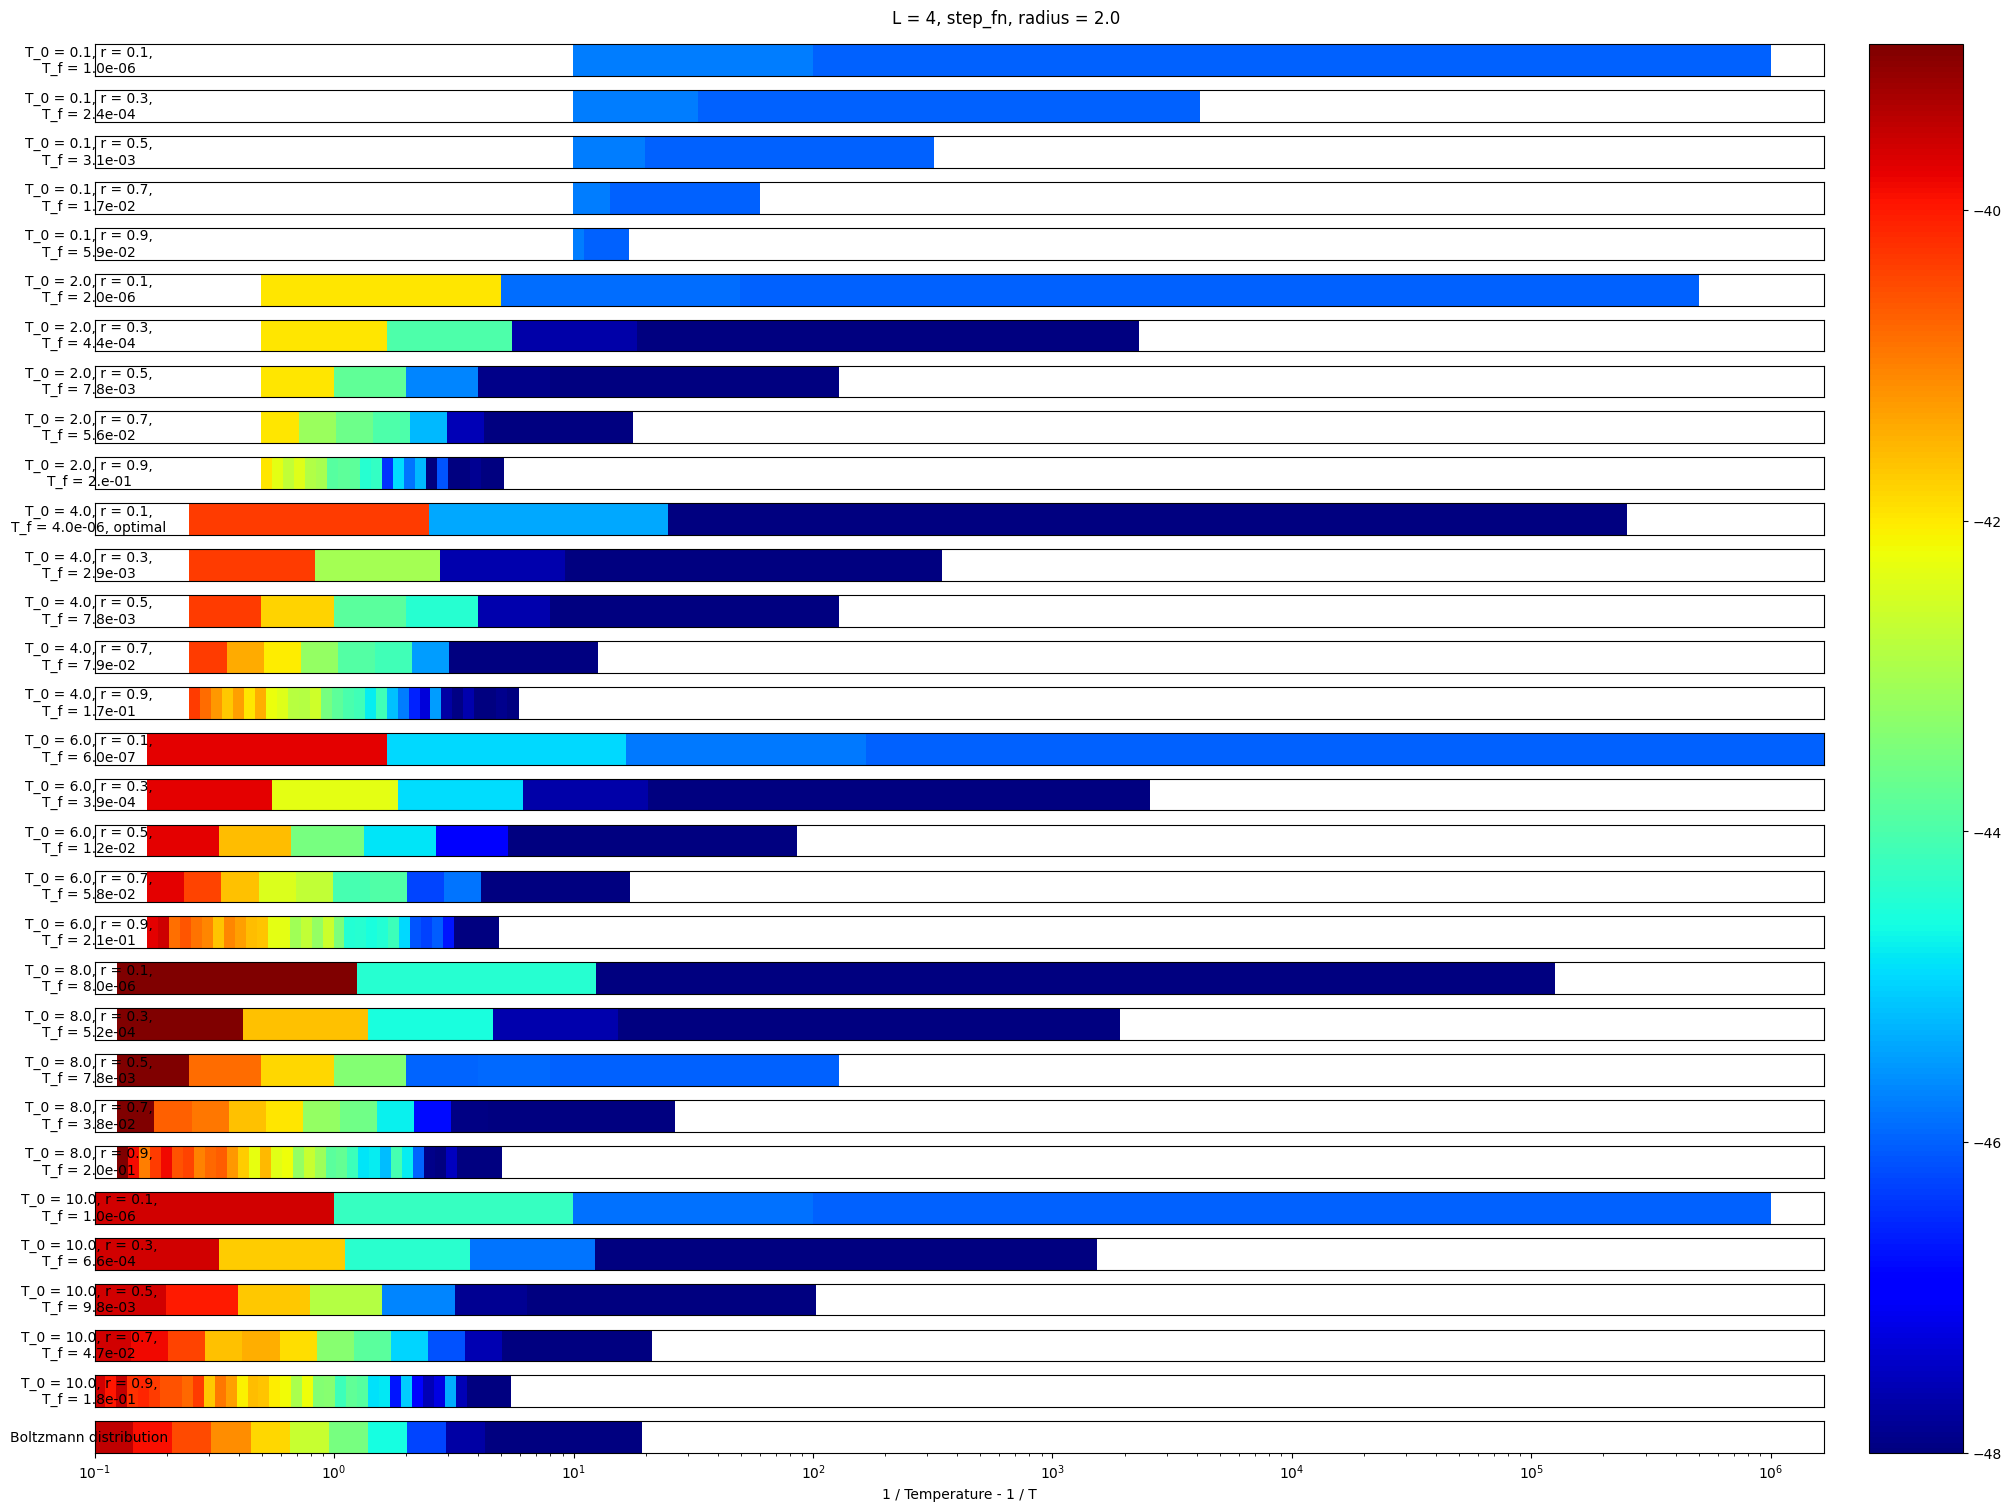 L = 4, step_fn, radius = 2.0
T_0 = 0.1, r = 0.1,
T_f = 1.0e-06
T_0 = 0.1, r = 0.3,
T_f = 2.4e-04
T_0 = 0.1, r = 0.5,
T_f = 3.1e-03
T_0 = 0.1, r = 0.7,
T_f = 1.7e-02
T_0 = 0.1, r = 0.9,
T_f = 5.9e-02
T_0 = 2.0, r = 0.1,
T_f = 2.0e-06
T_0 = 2.0, r = 0.3,
T_f = 4.4e-04
T_0 = 2.0, r = 0.5,
T_f = 7.8e-03
T_0 = 2.0, r = 0.7,
T_f = 5.6e-02
T_0 = 2.0, r = 0.9,
T_f = 2.e-01
T_0 = 4.0, r = 0.1,
T_f = 4.0e-06, optimal
T_0 = 4.0, r = 0.3,
T_f = 2.9e-03
T_0 = 4.0, r = 0.5,
T_f = 7.8e-03
T_0 = 4.0, r = 0.7,
T_f = 7.9e-02
T_0 = 4.0, r = 0.9,
T_f = 1.7e-01
T_0 = 6.0, r = 0.1,
T_f = 6.0e-07
T_0 = 6.0, r = 0.3,
T_f = 3.9e-04
T_0 = 6.0, r = 0.5,
T_f = 1.2e-02
T_0 = 6.0, r = 0.7,
T_f = 5.8e-02
T_0 = 6.0, r = 0.9,
T_f = 2.1e-01
T_0 = 8.0, r = 0.1,
T_f = 8.0e-06
T_0 = 8.0, r = 0.3,
T_f = 5.2e-04
T_0 = 8.0, r = 0.5,
T_f = 7.8e-03
T_0 = 8.0, r = 0.7,
T_f = 3.8e-02
T_0 = 8.0, r = 0.9,
T_f = 2.0e-01
T_0 = 10.0, r = 0.1,
T_f = 1.0e-06
T_0 = 10.0, r = 0.3,
T_f = 6.6e-04
T_0 = 10.0, r = 0.5,
T_f = 9.8e-03
T_0 = 10.0, r = 0.7,
T_f = 4.7e-02
T_0 = 10.0, r = 0.9,
T_f = 1.8e-01
Boltzmann distribution
10⁻¹ 10⁰ 10¹ 10² 10³ 10⁴ 10⁵ 10⁶
1 / Temperature - 1 / T
−40
−42
−44
−46
−48